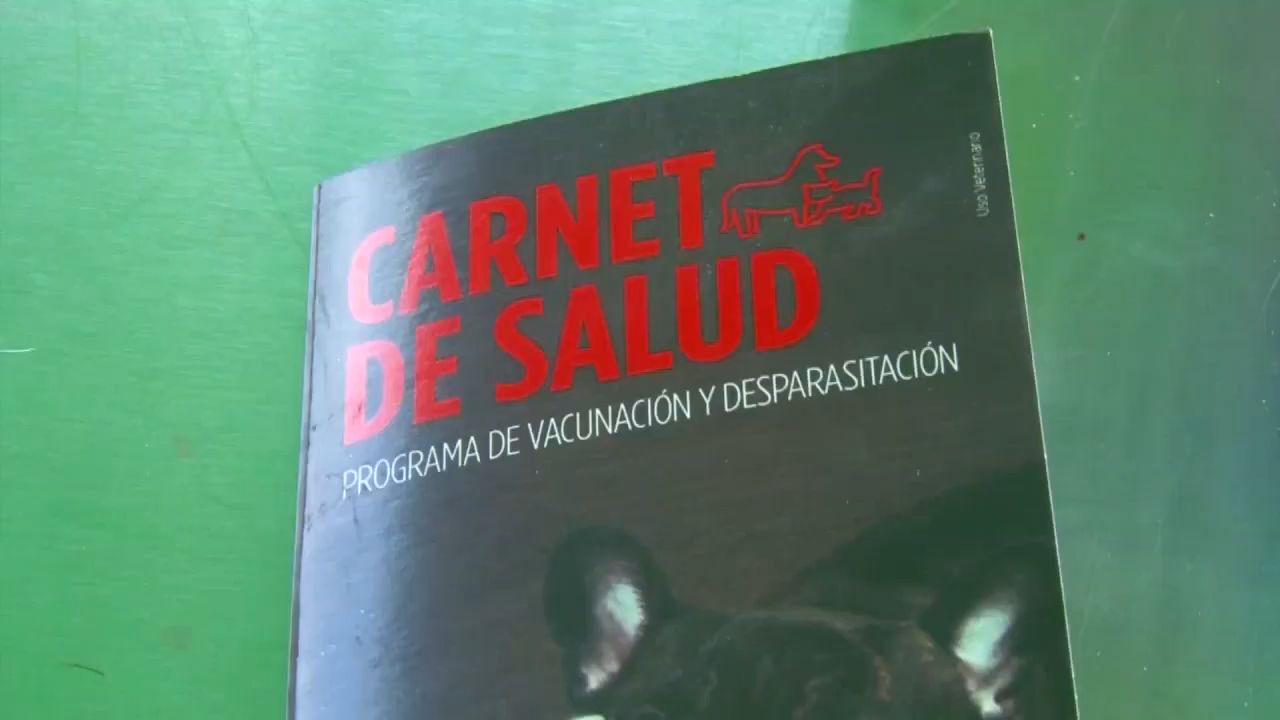 CARNET
DE SALUD
PROGRAMA DE VACUNACIÓN Y DESPARASITACIÓN
Uso Veterinario